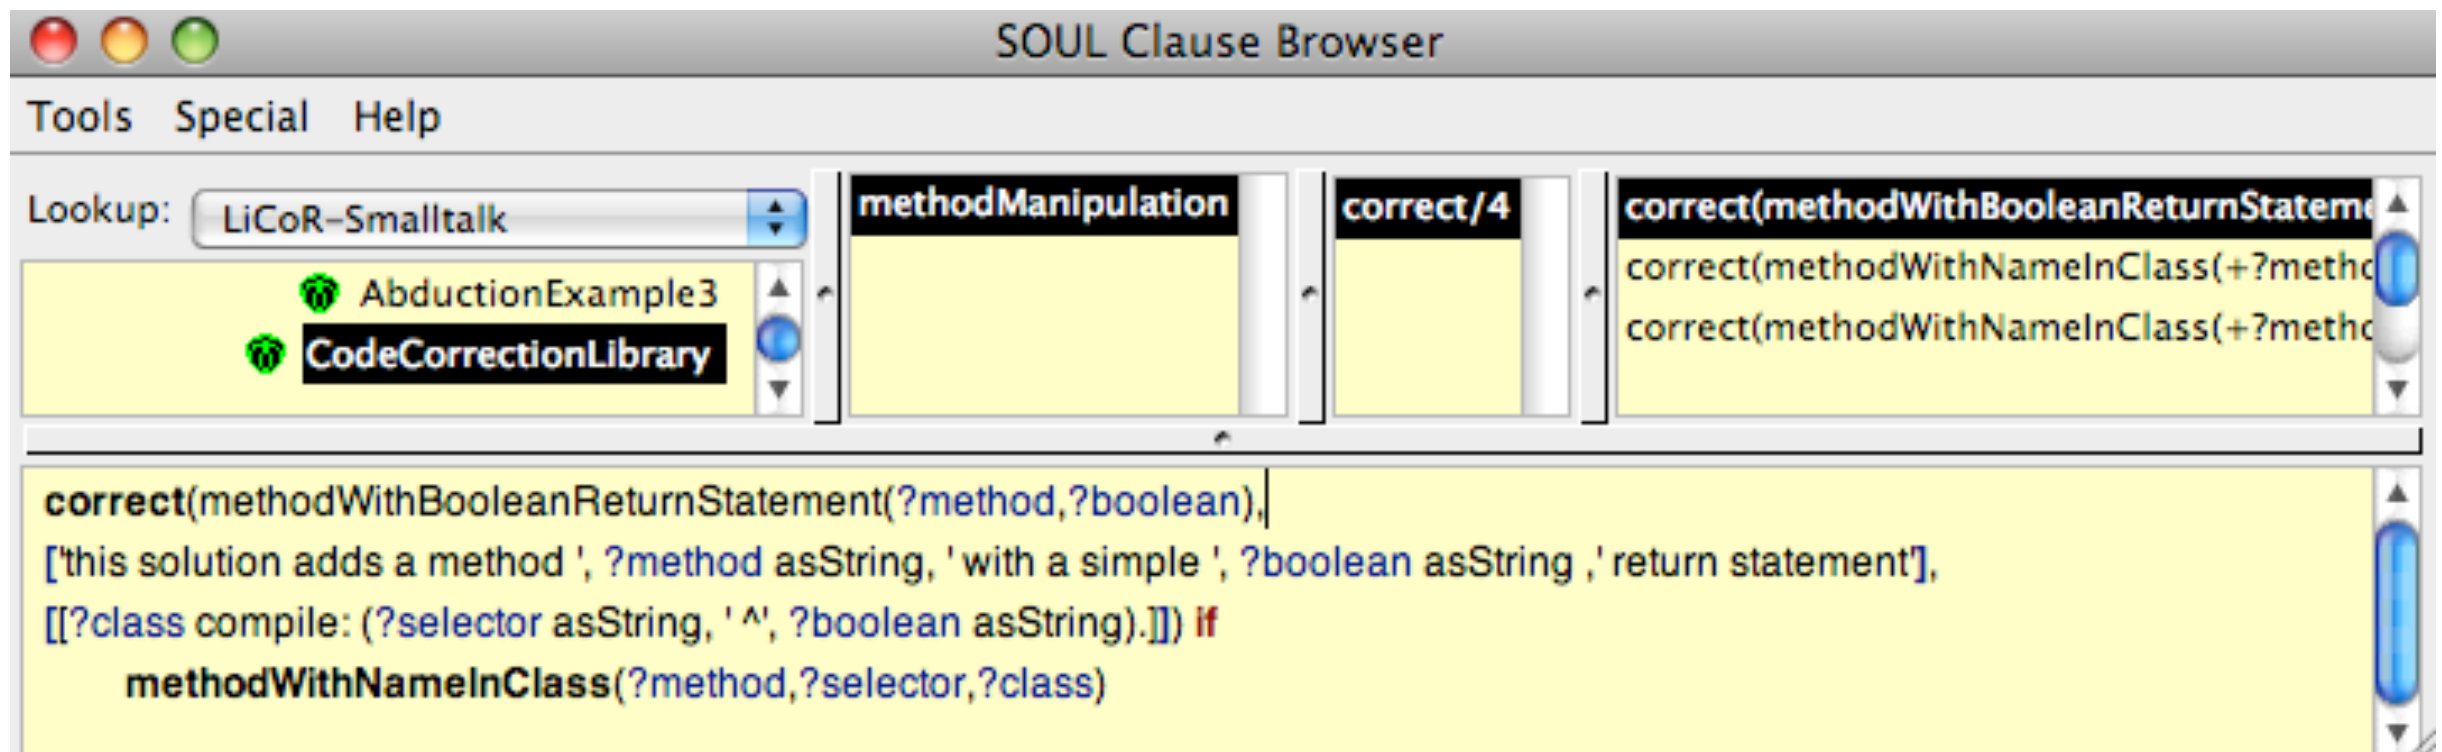 SOUL Clause Browser
Tools Special Help
Lookup: LiCoR-Smalltalk
AbductionExample3
CodeCorrectionLibrary
methodManipulation
correct/4
correct(methodWithBooleanReturnStateme
correct(methodWithNameInClass(+?metho
correct(methodWithNameInClass(+?metho
correct(methodWithBooleanReturnStatement(?method,?boolean),
['this solution adds a method ', ?method asString, ' with a simple ', ?boolean asString ,' return statement'],
[[?class compile: (?selector asString, ' ^', ?boolean asString).]]) if
methodWithNameInClass(?method,?selector,?class)